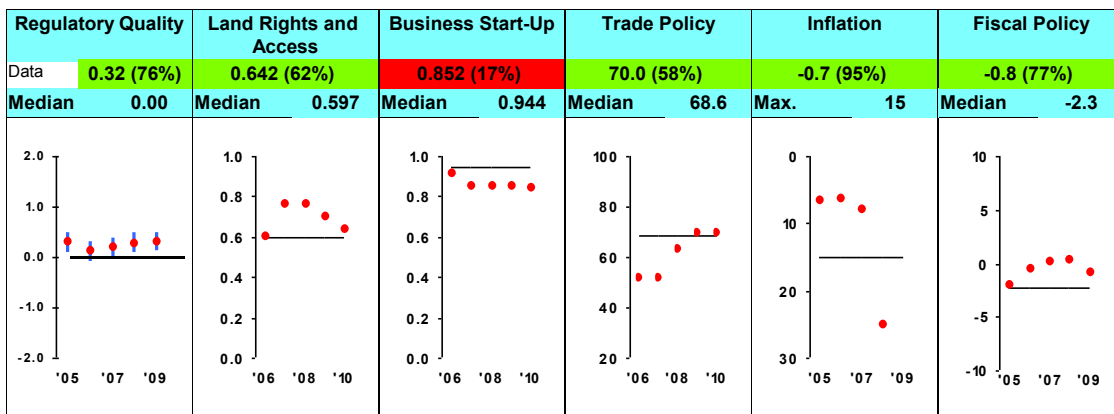 Regulatory Quality
Land Rights and
Access
Business Start-Up
Trade Policy
Inflation
Fiscal Policy
Data 0.32 (76%) 0.642 (62%) 0.852 (17%) 70.0 (58%) -0.7 (95%) -0.8 (77%)
Median 0.00 Median 0.597 Median 0.944 Median 68.6 Max. 15 Median -2.3
2.0
1.0
0.0
-1.0
-2.0
'05 '07 '09
1.0
0.8
0.6
0.4
0.2
0.0
'06 '08 '10
1.0
0.8
0.6
0.4
0.2
0.0
'06 '08 '10
100
80
60
40
20
'06 '08 '10
0
10
20
30
'05 '07 '09
10
5
0
-5
-10
'05 '07 '09